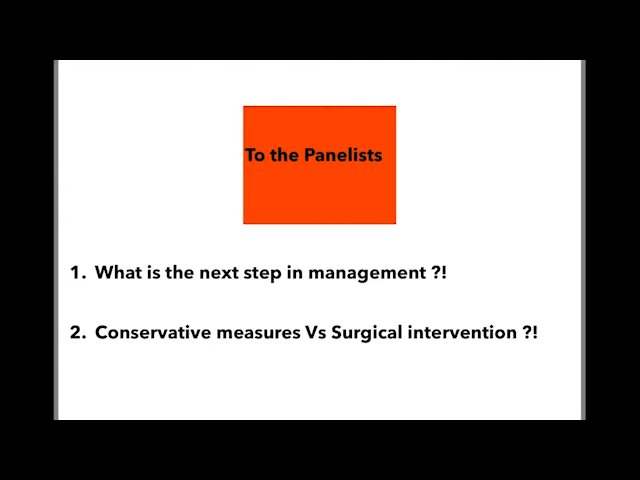 To the Panelists
1. What is the next step in management ?!
2. Conservative measures Vs Surgical intervention ?!